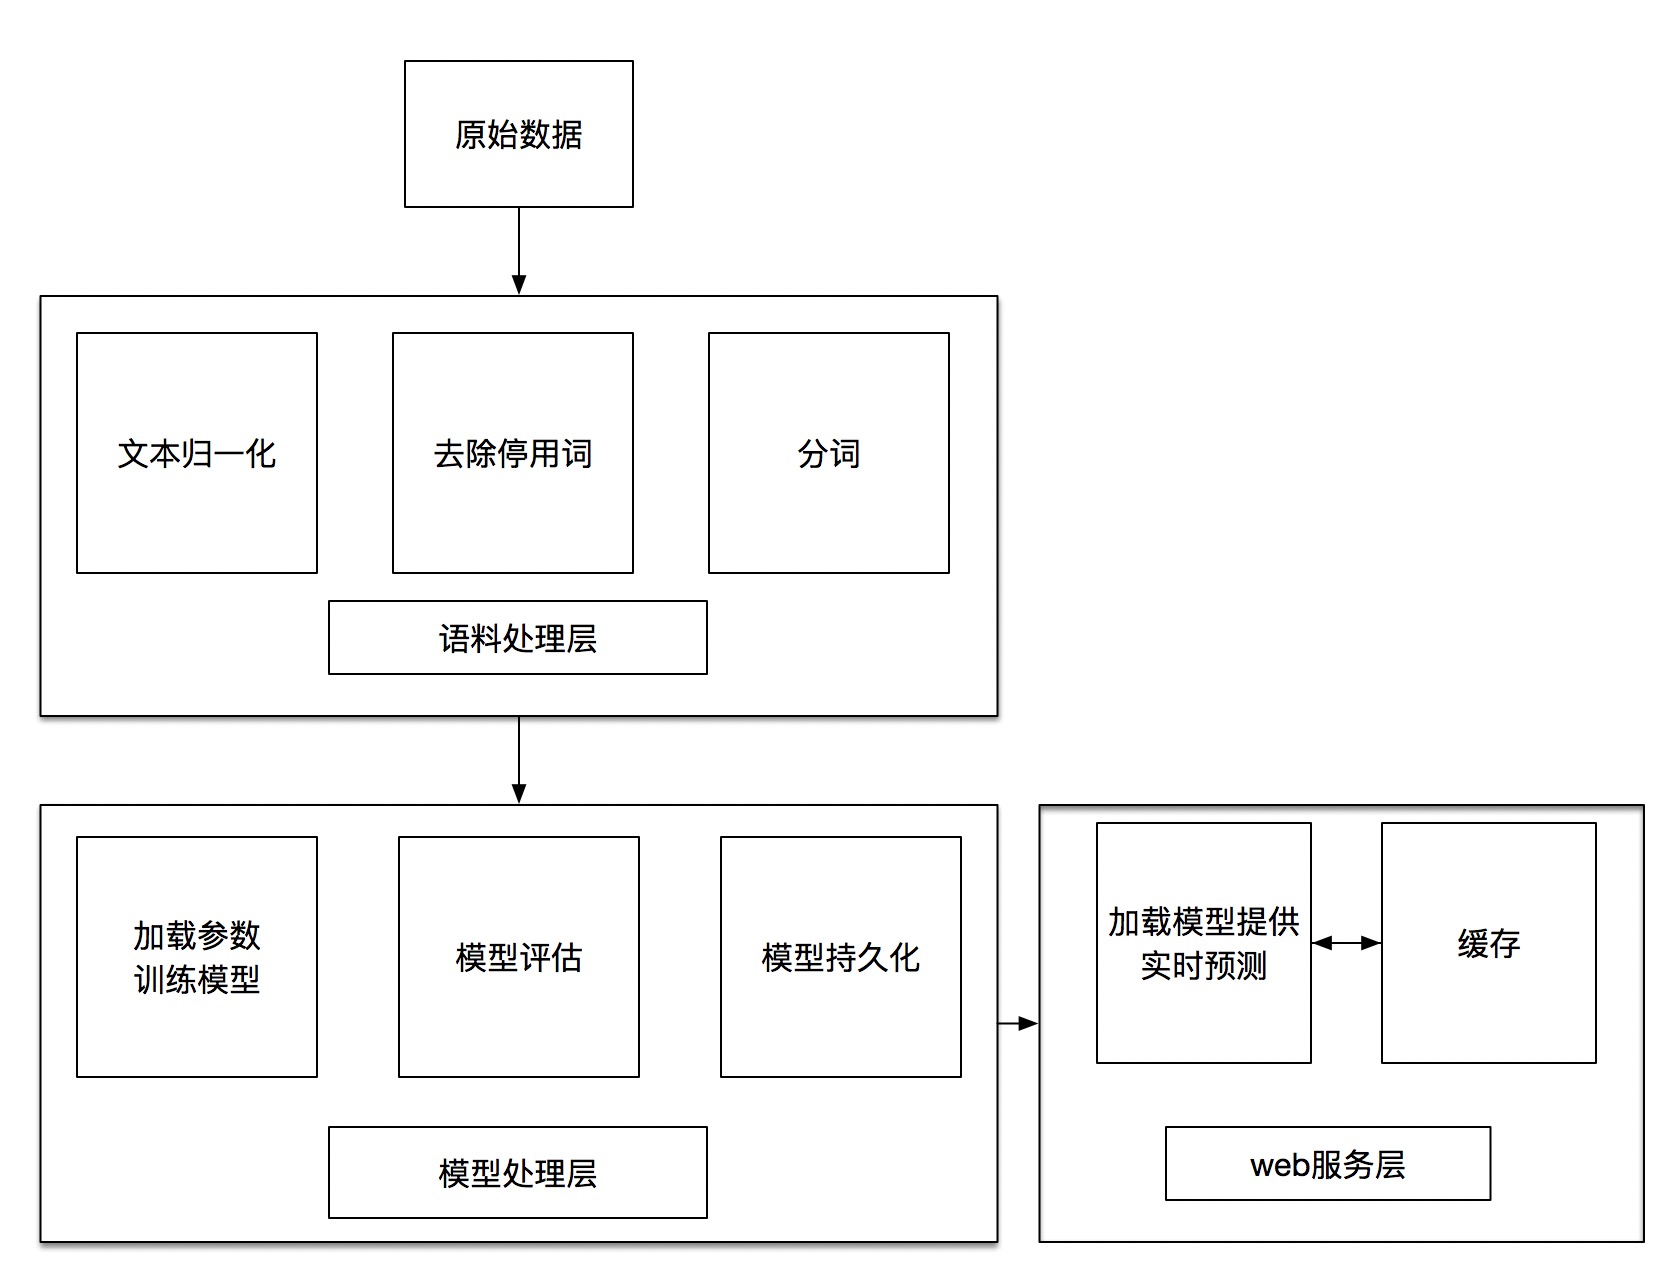 原始数据
文本归一化
去除停用词
分词
语料处理层
加载参数
训练模型
模型评估
模型持久化
模型处理层
加载模型提供
实时预测
缓存
web服务层